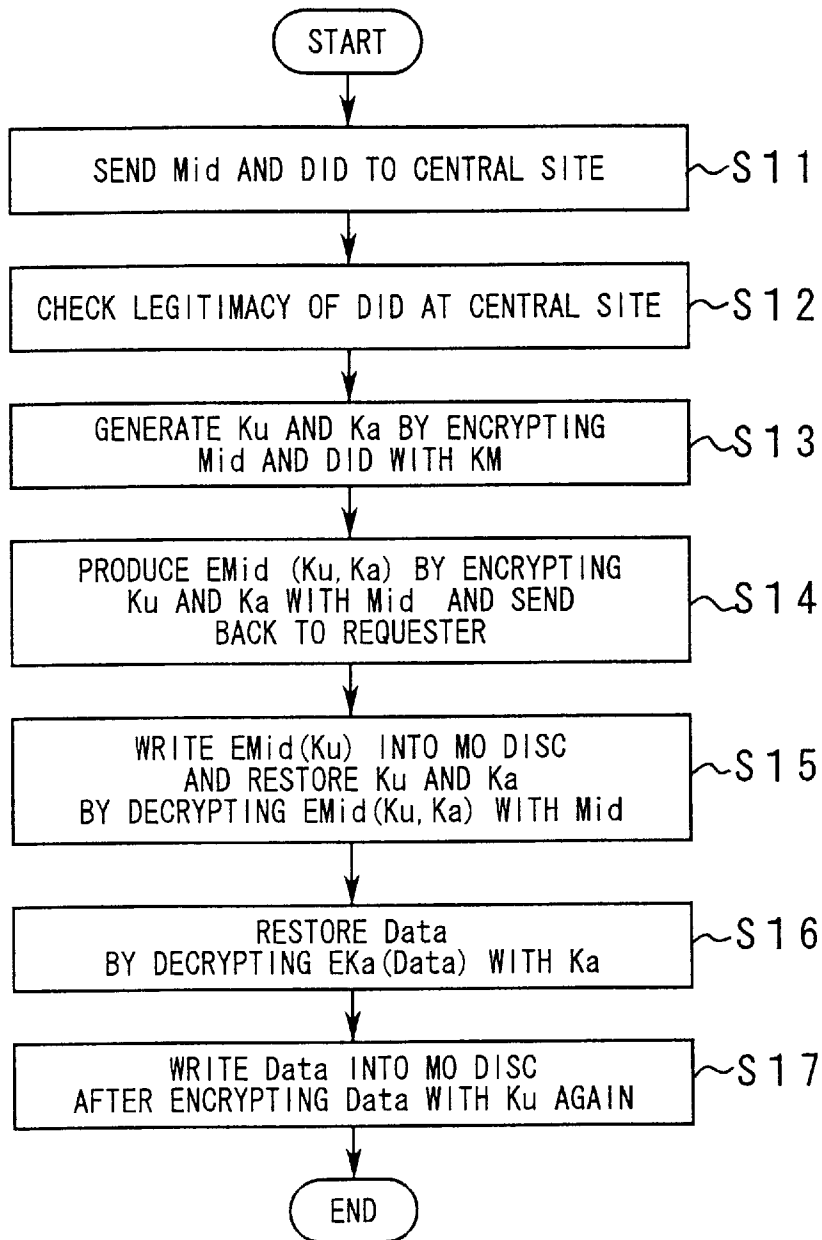 START
SEND Mid AND DID TO CENTRAL SITE
S11
CHECK LEGITIMACY OF DID AT CENTRAL SITE
S12
GENERATE Ku AND Ka BY ENCRYPTING
Mid AND DID WITH KM
S13
PRODUCE EMid (Ku,Ka) BY ENCRYPTING
Ku AND Ka WITH Mid AND SEND
BACK TO REQUESTER
S14
WRITE EMid(Ku) INTO MO DISC
AND RESTORE Ku AND Ka
BY DECRYPTING EMid(Ku,Ka) WITH Mid
S15
RESTORE Data
BY DECRYPTING EKa(Data) WITH Ka
S16
WRITE Data INTO MO DISC
AFTER ENCRYPTING Data WITH Ku AGAIN
S17
END